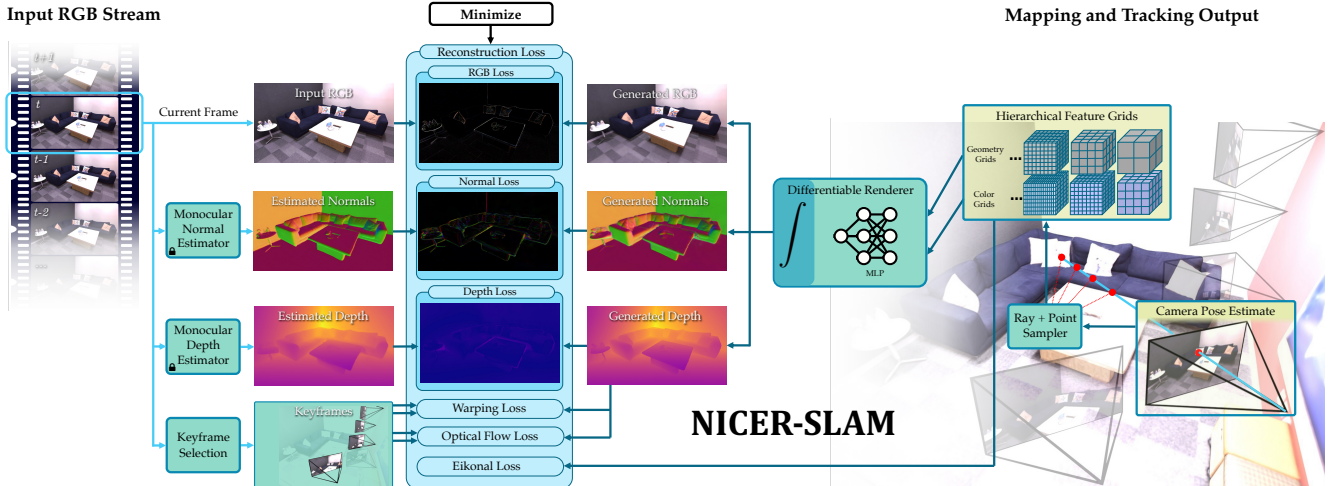 Input RGB Stream
Minimize
Mapping and Tracking Output
Reconstruction Loss
RGB Loss
t+1
t
t-1
t-2
...
Current Frame
Input RGB
Generated RGB
Hierarchical Feature Grids
Geometry
Grids
...
Color
Grids
...
Monocular
Normal
Estimator
Estimated Normals
Normal Loss
Generated Normals
Differentiable Renderer
∫
MLP
Monocular
Depth
Estimator
Estimated Depth
Depth Loss
Generated Depth
Ray + Point
Sampler
Camera Pose Estimate
Keyframe
Selection
Keyframes
Warping Loss
Optical Flow Loss
Eikonal Loss
NICER-SLAM